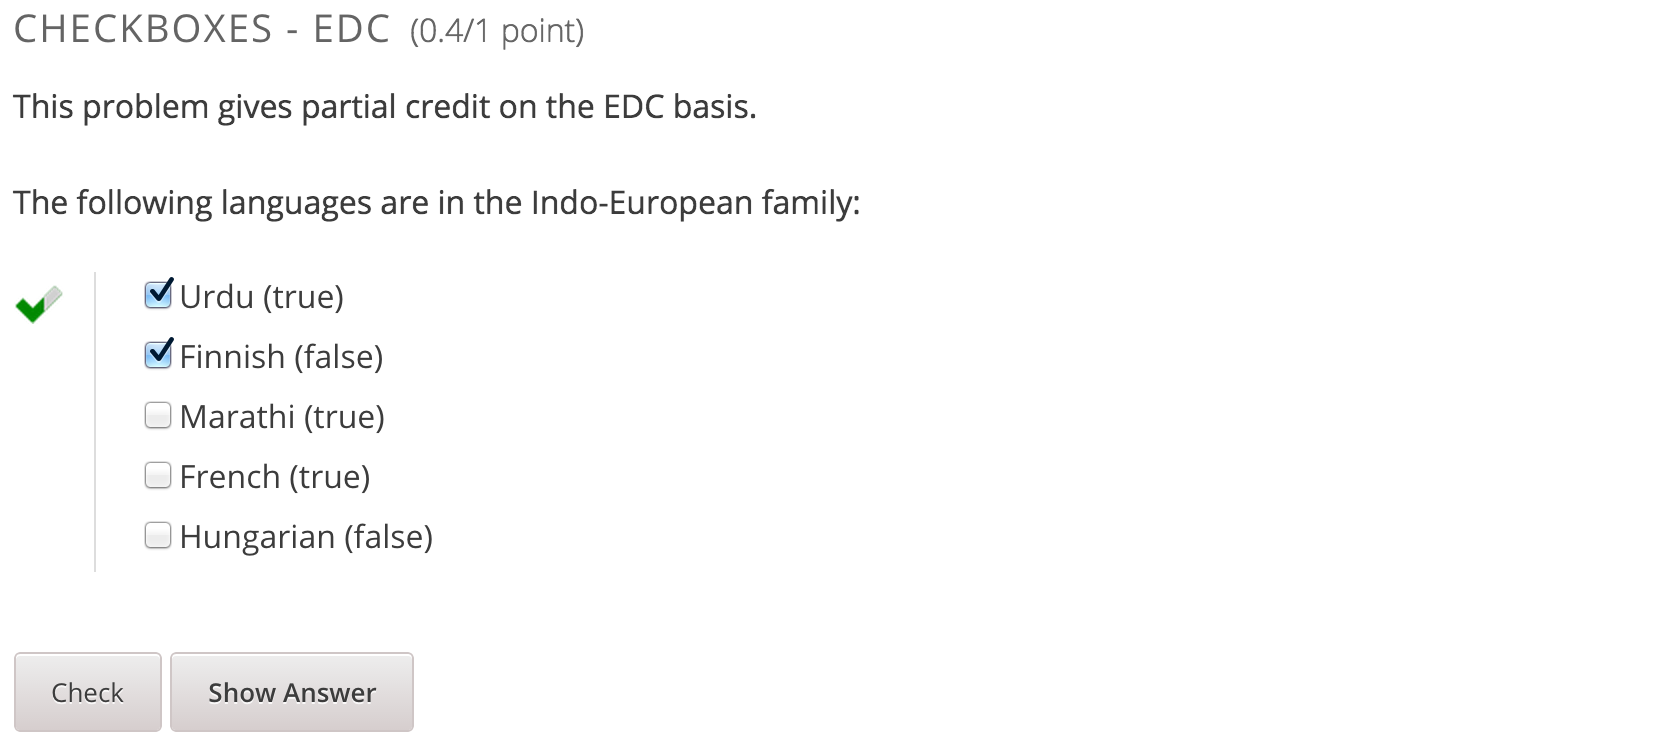 CHECKBOXES - EDC (0.4/1 point)
This problem gives partial credit on the EDC basis.
The following languages are in the Indo-European family:
Urdu (true)
Finnish (false)
Marathi (true)
French (true)
Hungarian (false)
Check Show Answer